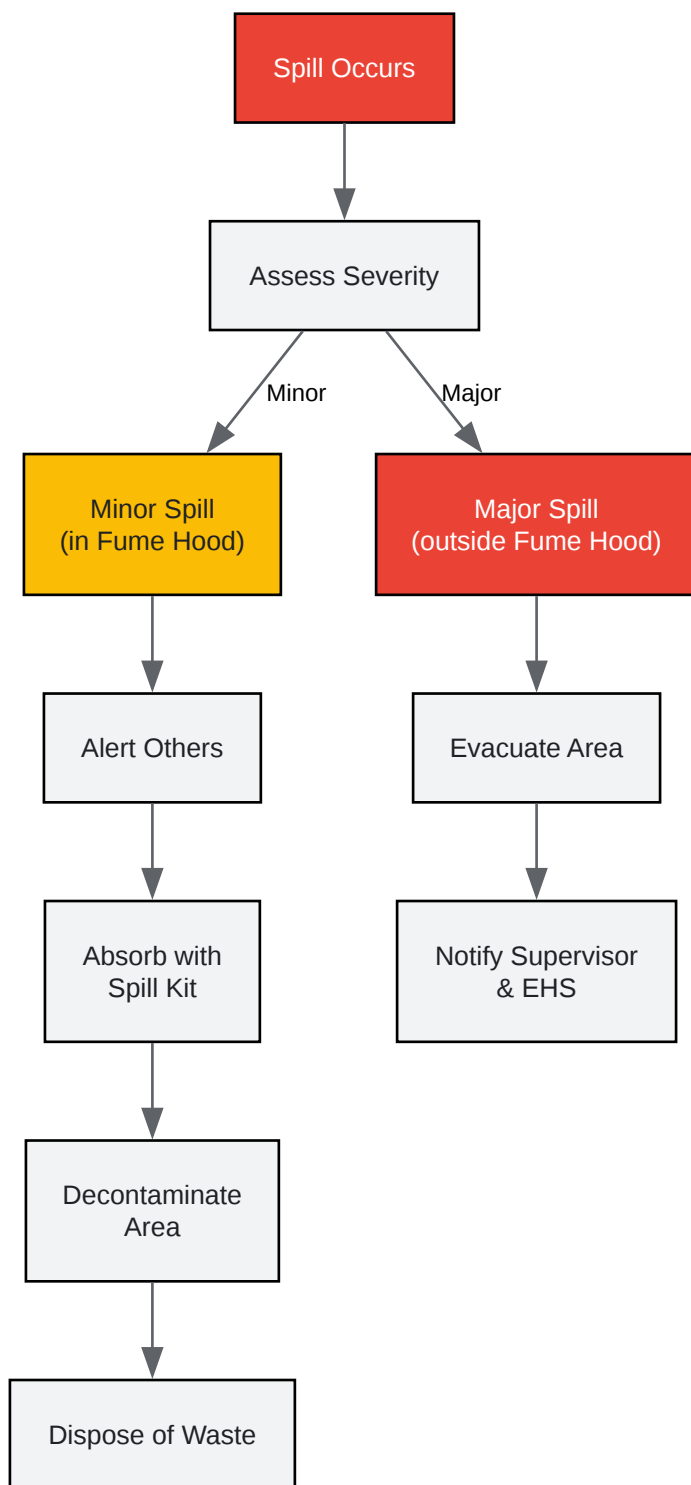 Spill Occurs
Assess Severity
Minor
Major
Minor Spill
(in Fume Hood)
Major Spill
(outside Fume Hood)
Alert Others
Evacuate Area
Absorb with
Spill Kit
Notify Supervisor
& EHS
Decontaminate
Area
Dispose of Waste